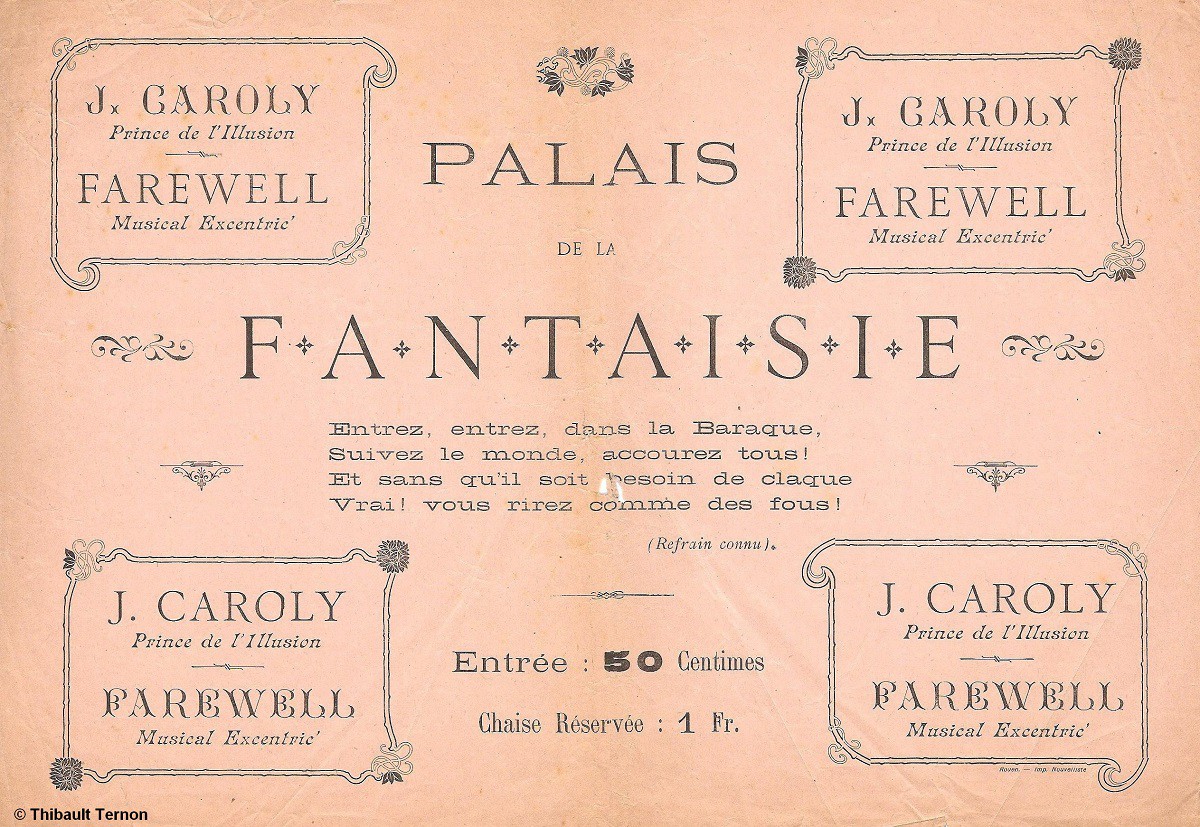 J. CAROLY
Prince de l'Illusion
FAREWELL
Musical Excentric'
J. CAROLY
Prince de l'Illusion
FAREWELL
Musical Excentric'
PALAIS
DE LA
F·A·N·T·A·I·S·I·E
Entrez, entrez, dans la Baraque,
Suivez le monde, accourez tous!
Et sans qu'il soit besoin de claque
Vrai! vous rirez comme des fous!
(Refrain connu).
J. CAROLY
Prince de l'Illusion
FAREWELL
Musical Excentric'
Entrée : 50 Centimes
Chaise Réservée : 1 Fr.
J. CAROLY
Prince de l'Illusion
FAREWELL
Musical Excentric'
Rouen. — Imp. Nouvelliste
© Thibault Ternon